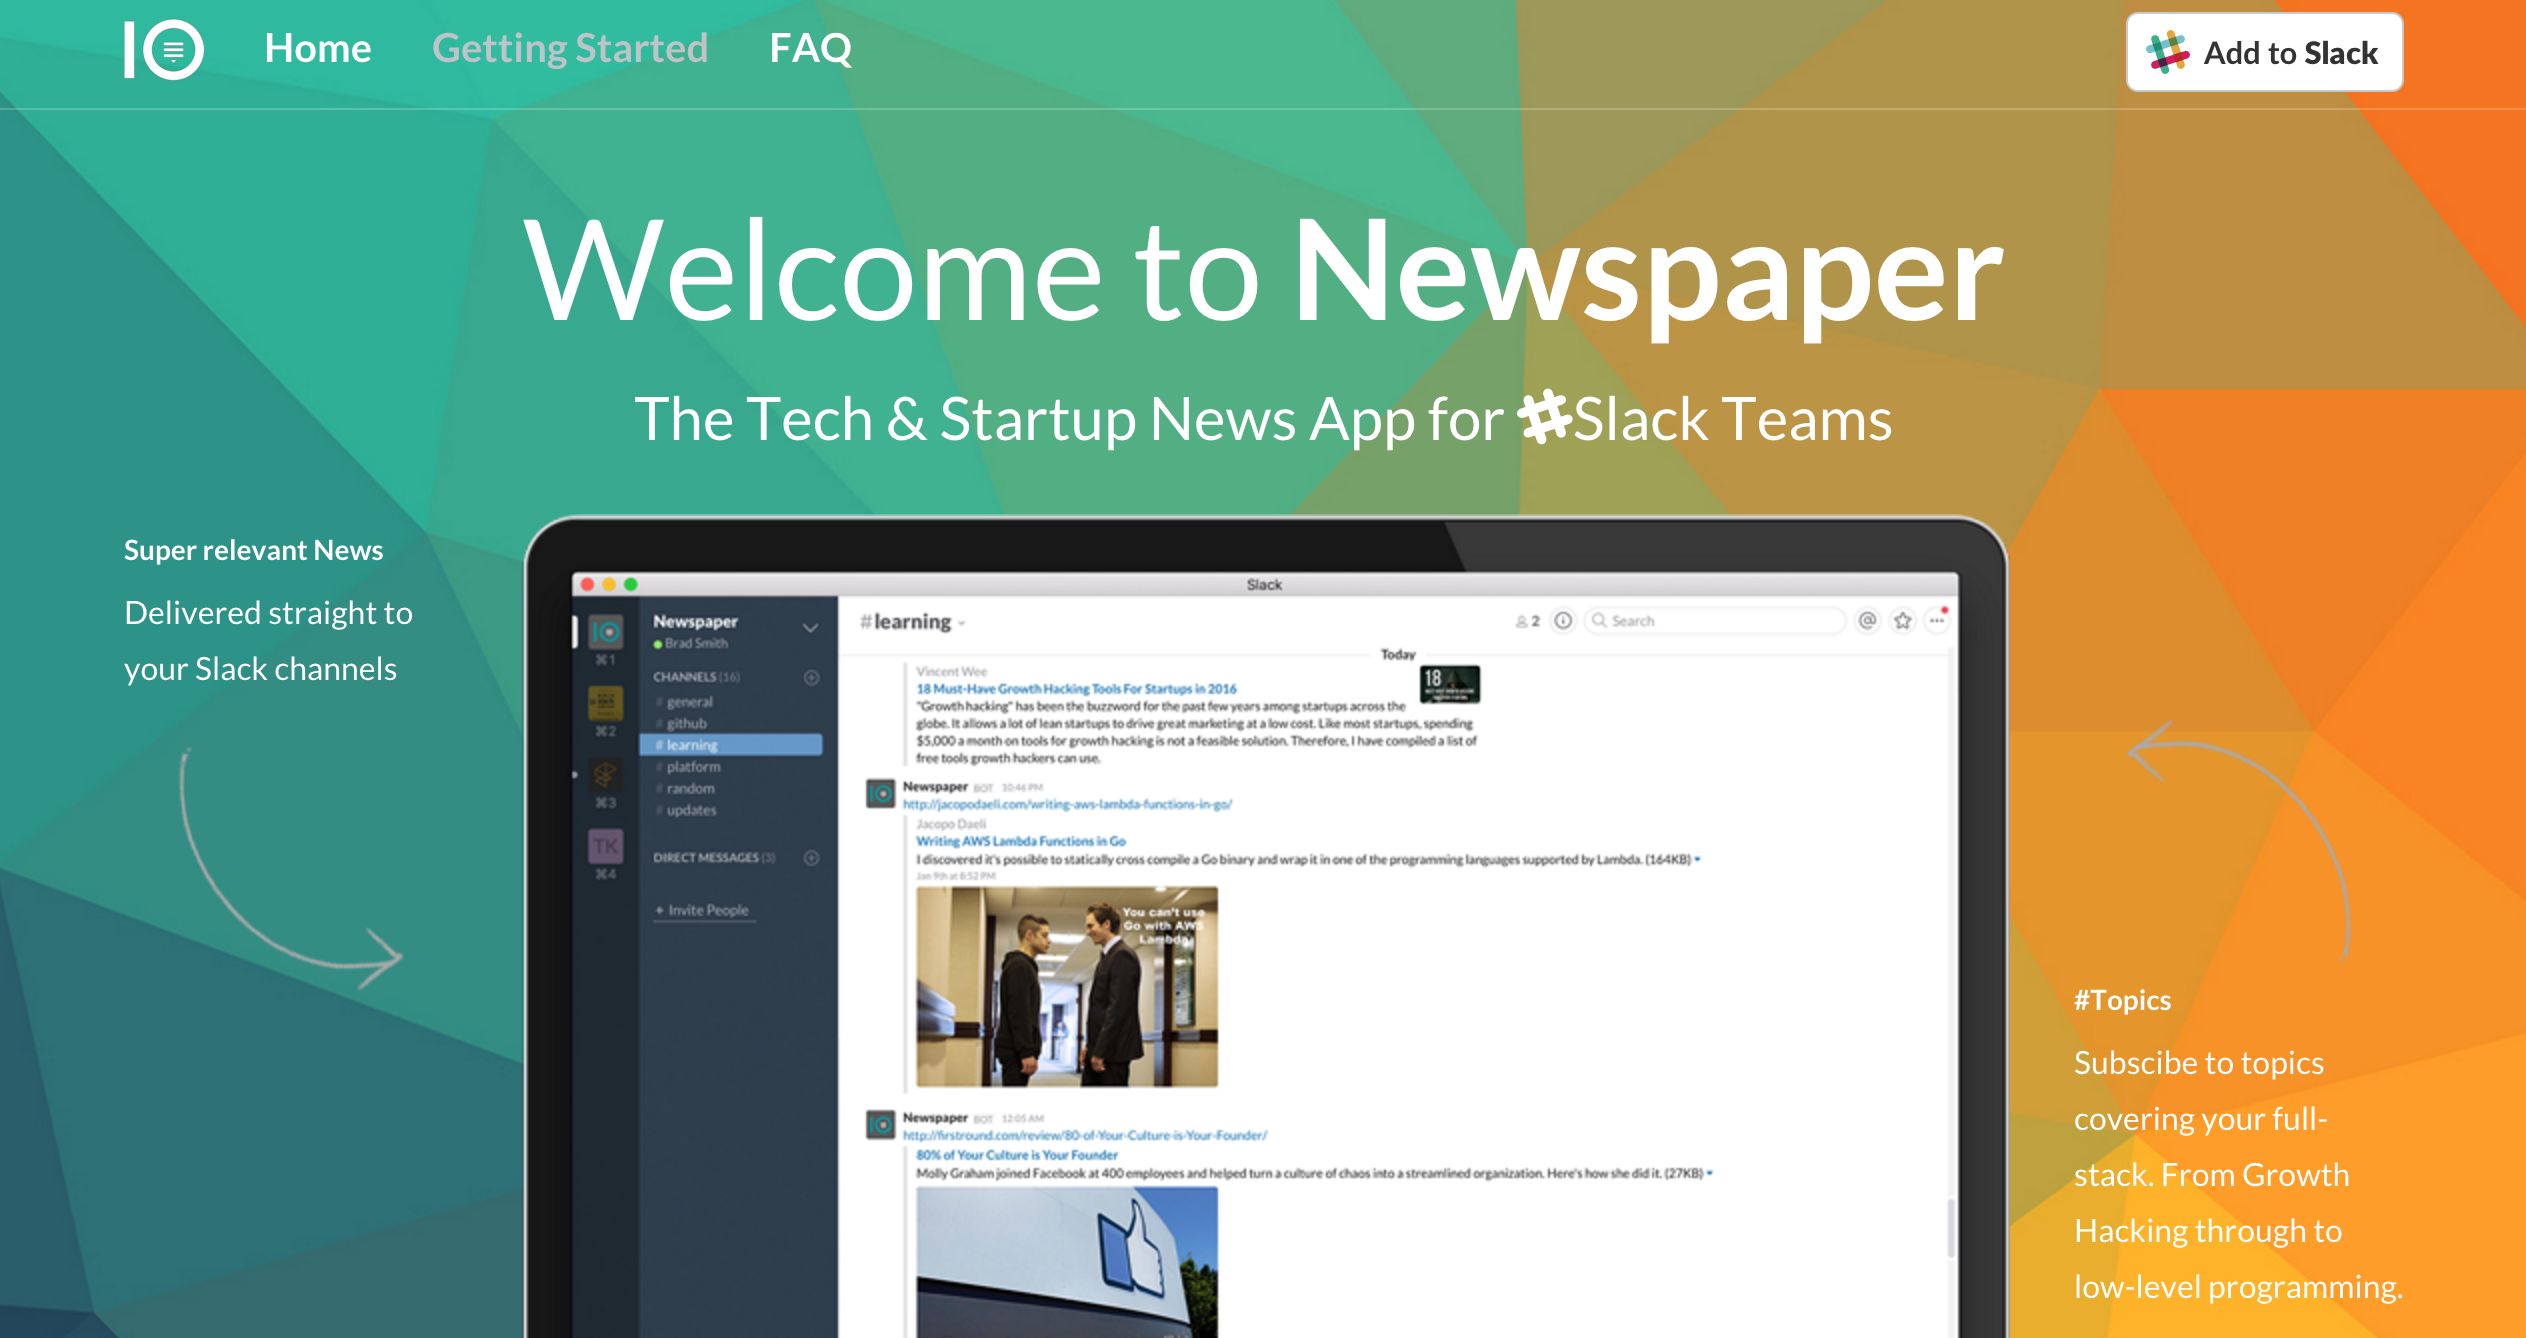 IO
Home
Getting Started
FAQ
Add to Slack
Welcome to Newspaper
The Tech & Startup News App for Slack Teams
Super relevant News
Delivered straight to
your Slack channels
Slack
Newspaper
Brad Smith
⌘1
⌘2
⌘3
TK
⌘4
CHANNELS (16)
# general
# github
# learning
# platform
# random
# updates
DIRECT MESSAGES (3)
+ Invite People
#learning
2
Search
Today
Vincent Wee
18 Must-Have Growth Hacking Tools For Startups in 2016
18
"Growth hacking" has been the buzzword for the past few years among startups across the
globe. It allows a lot of lean startups to drive great marketing at a low cost. Like most startups, spending
$5,000 a month on tools for growth hacking is not a feasible solution. Therefore, I have compiled a list of
free tools growth hackers can use.
Newspaper BOT 10:46 PM
http://jacopodaeli.com/writing-aws-lambda-functions-in-go/
Jacopo Daeli
Writing AWS Lambda Functions in Go
I discovered it's possible to statically cross compile a Go binary and wrap it in one of the programming languages supported by Lambda. (164KB)
Jan 9th at 8:52 PM
You can't use
Go with AWS
Lambda
Newspaper BOT 12:05 AM
http://firstround.com/review/80-of-Your-Culture-is-Your-Founder/
80% of Your Culture is Your Founder
Molly Graham joined Facebook at 400 employees and helped turn a culture of chaos into a streamlined organization. Here's how she did it. (27KB)
#Topics
Subscibe to topics
covering your full-
stack. From Growth
Hacking through to
low-level programming.